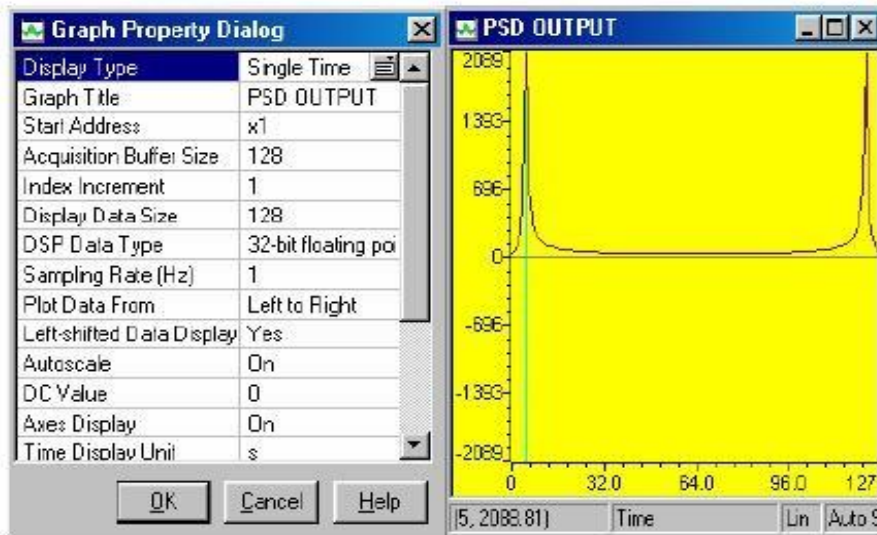 Graph Property Dialog
Display Type Single Time
Graph Title PSD OUTPUT
Start Address x1
Acquisition Buffer Size 128
Index Increment 1
Display Data Size 128
DSP Data Type 32-bit floating poi
Sampling Rate (Hz) 1
Plot Data From Left to Right
Left-shifted Data Display Yes
Autoscale On
DC Value 0
Axes Display On
Time Display Unit s
OK Cancel Help
PSD OUTPUT
2089
1393
696
0
-696
-1393
-2089
0 32.0 64.0 96.0 127
(5, 2088.81) Time Lin Auto S